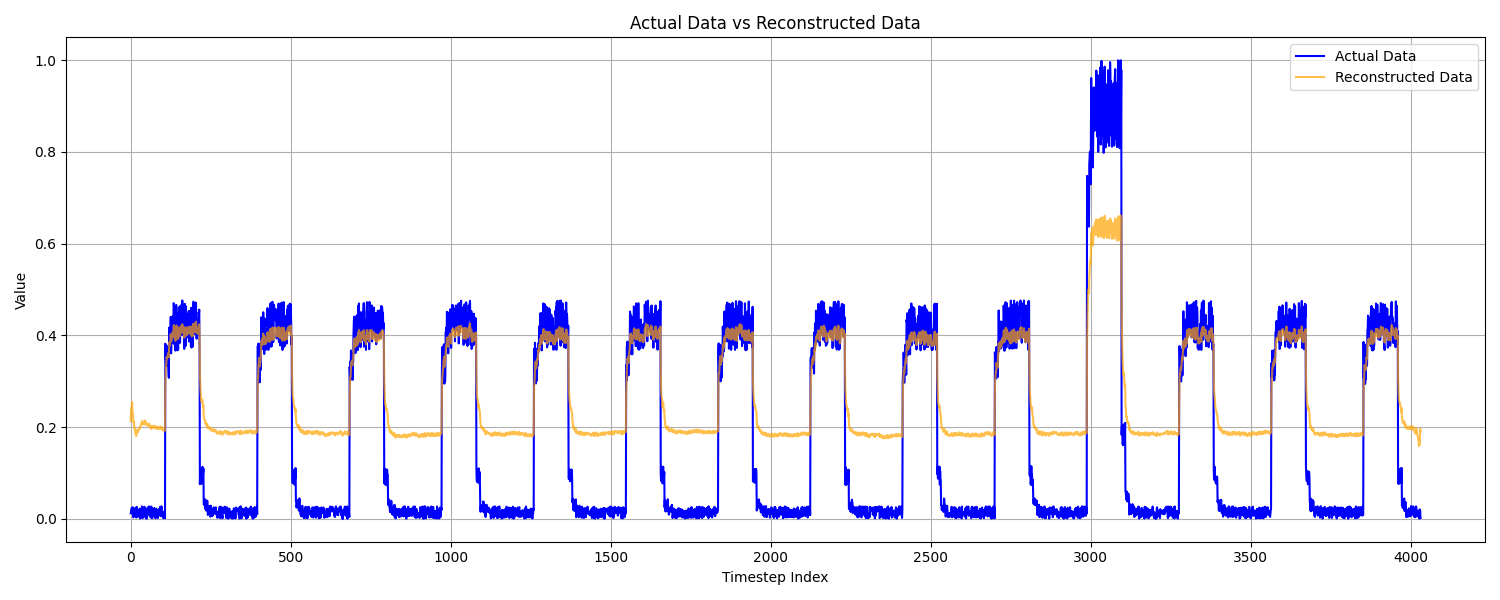 Actual Data vs Reconstructed Data
Actual Data
Reconstructed Data
Value
1.0
0.8
0.6
0.4
0.2
0.0
0 500 1000 1500 2000 2500 3000 3500 4000
Timestep Index